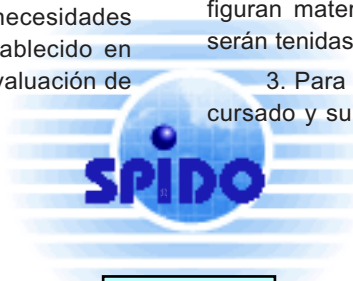 necesidades
ablecido en
valuación de
figuran mater
serán tenidas
3. Para
cursado y su
SPIDO